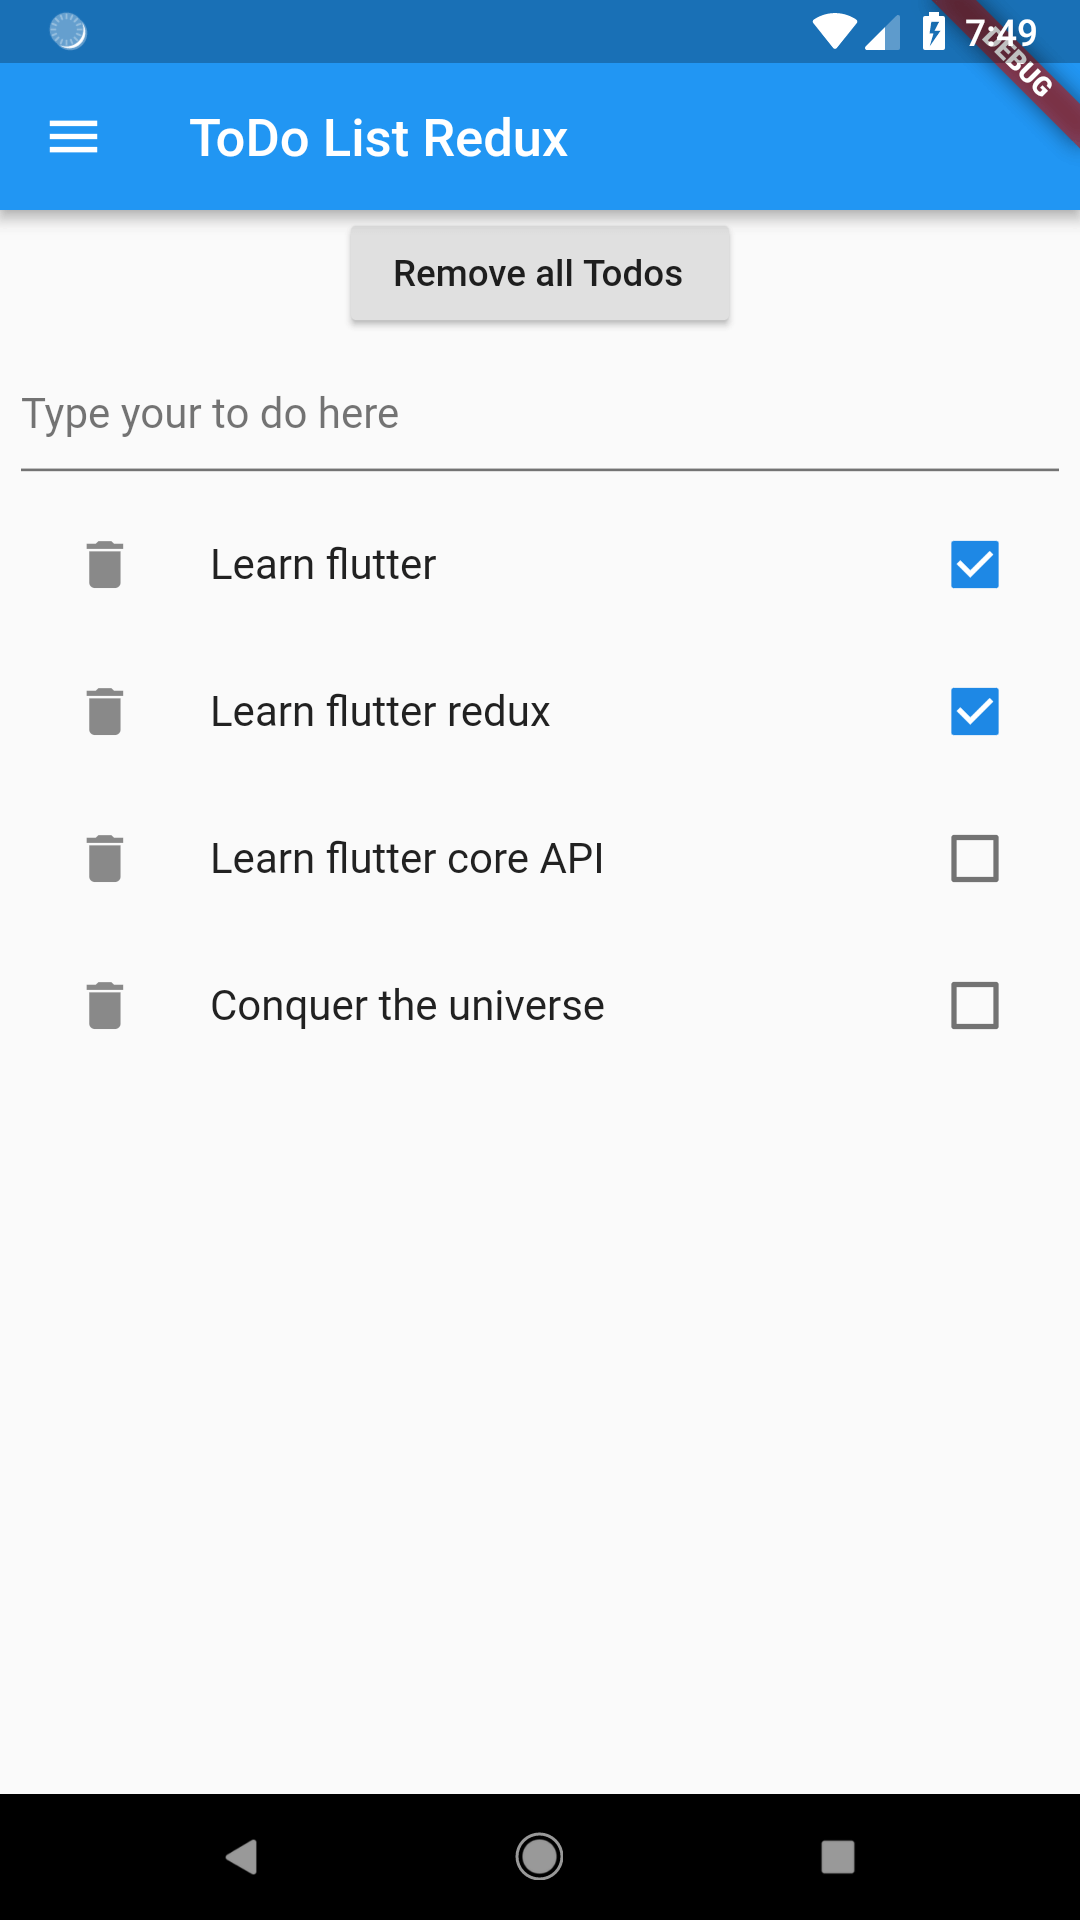 7:49
DEBUG
ToDo List Redux
Remove all Todos
Type your to do here
Learn flutter
Learn flutter redux
Learn flutter core API
Conquer the universe